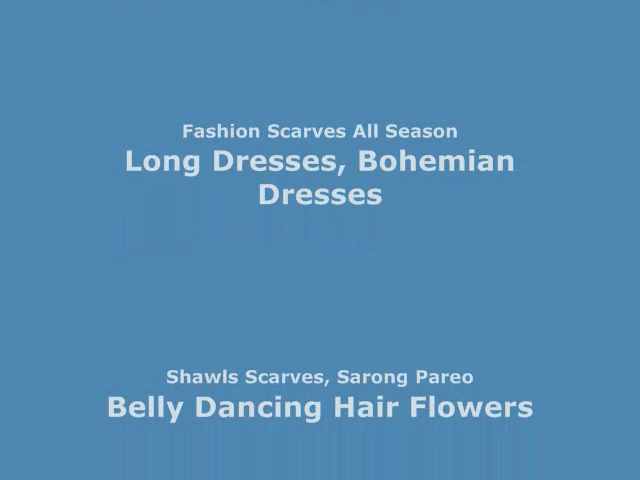 Fashion Scarves All Season
Long Dresses, Bohemian
Dresses
Shawls Scarves, Sarong Pareo
Belly Dancing Hair Flowers